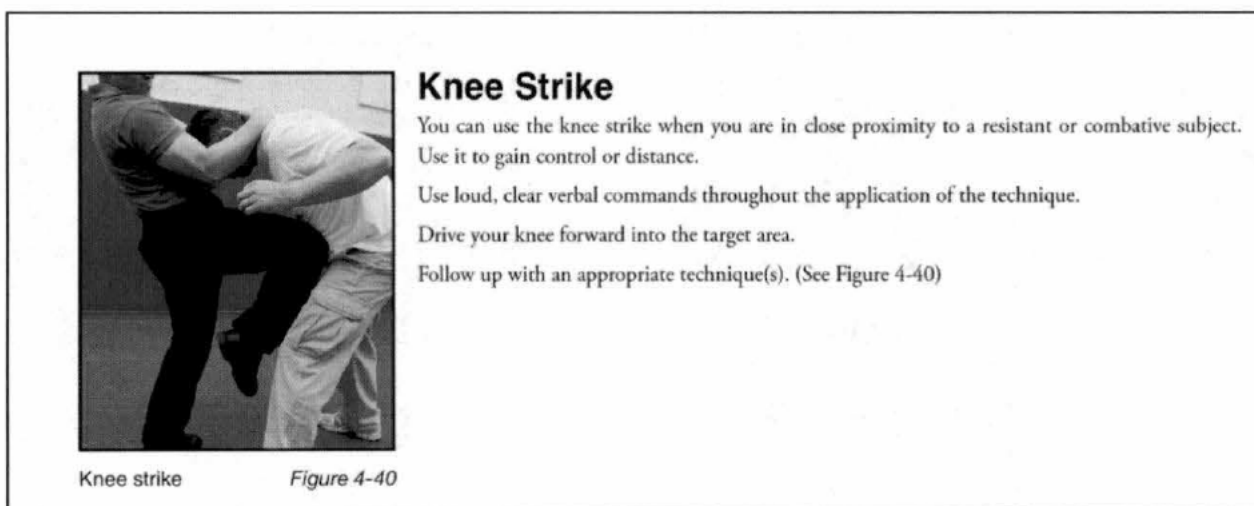 Knee Strike
You can use the knee strike when you are in close proximity to a resistant or combative subject.
Use it to gain control or distance.
Use loud, clear verbal commands throughout the application of the technique.
Drive your knee forward into the target area.
Follow up with an appropriate technique(s). (See Figure 4-40)
Knee strike Figure 4-40